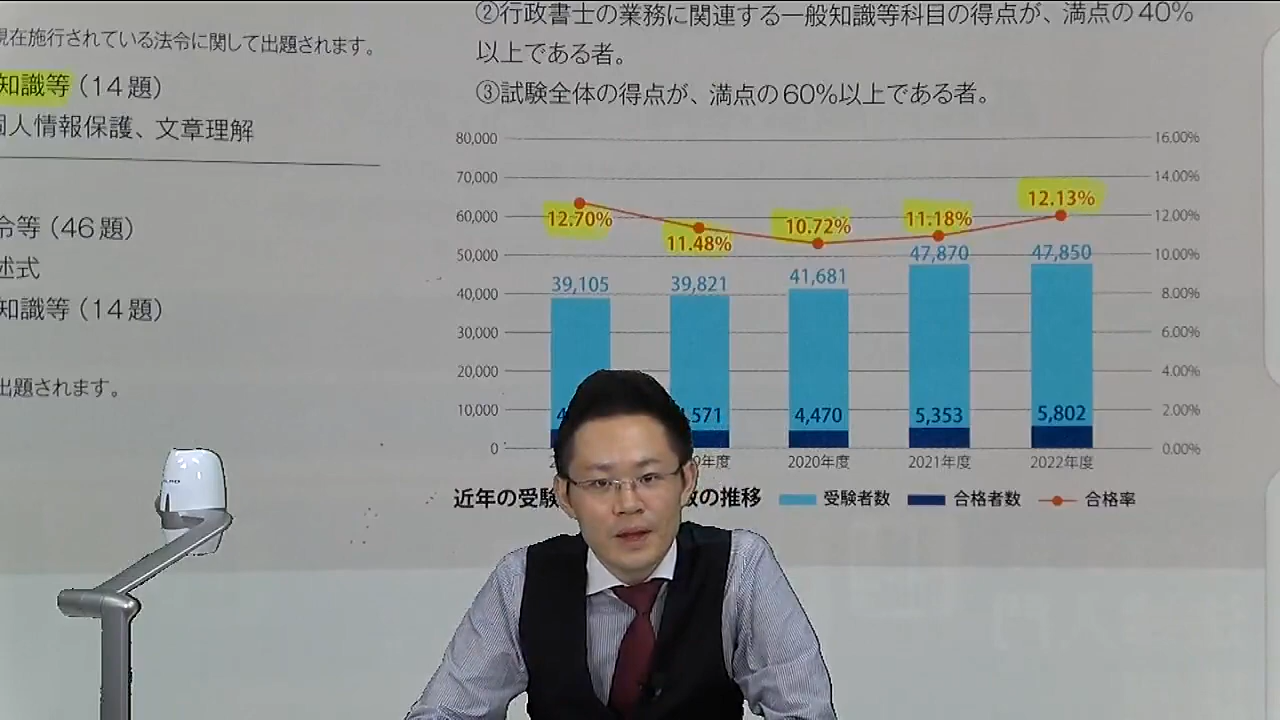 ②行政書士の業務に関連する一般知識等科目の得点が、満点の40%
以上である者。
③試験全体の得点が、満点の60%以上である者。
現在施行されている法令に関して出題されます。
知識等(14題)
個人情報保護、文章理解
令等(46題)
述式
知識等(14題)
出題されます。
80,000 16.00%
70,000 14.00%
60,000 12.00%
50,000 10.00%
40,000 8.00%
30,000 6.00%
20,000 4.00%
10,000 2.00%
0 0.00%
12.70% 11.48% 10.72% 11.18% 12.13%
39,105 39,821 41,681 47,870 47,850
571 4,470 5,353 5,802
年度 2020年度 2021年度 2022年度
近年の受験 数の推移 受験者数 合格者数 合格率